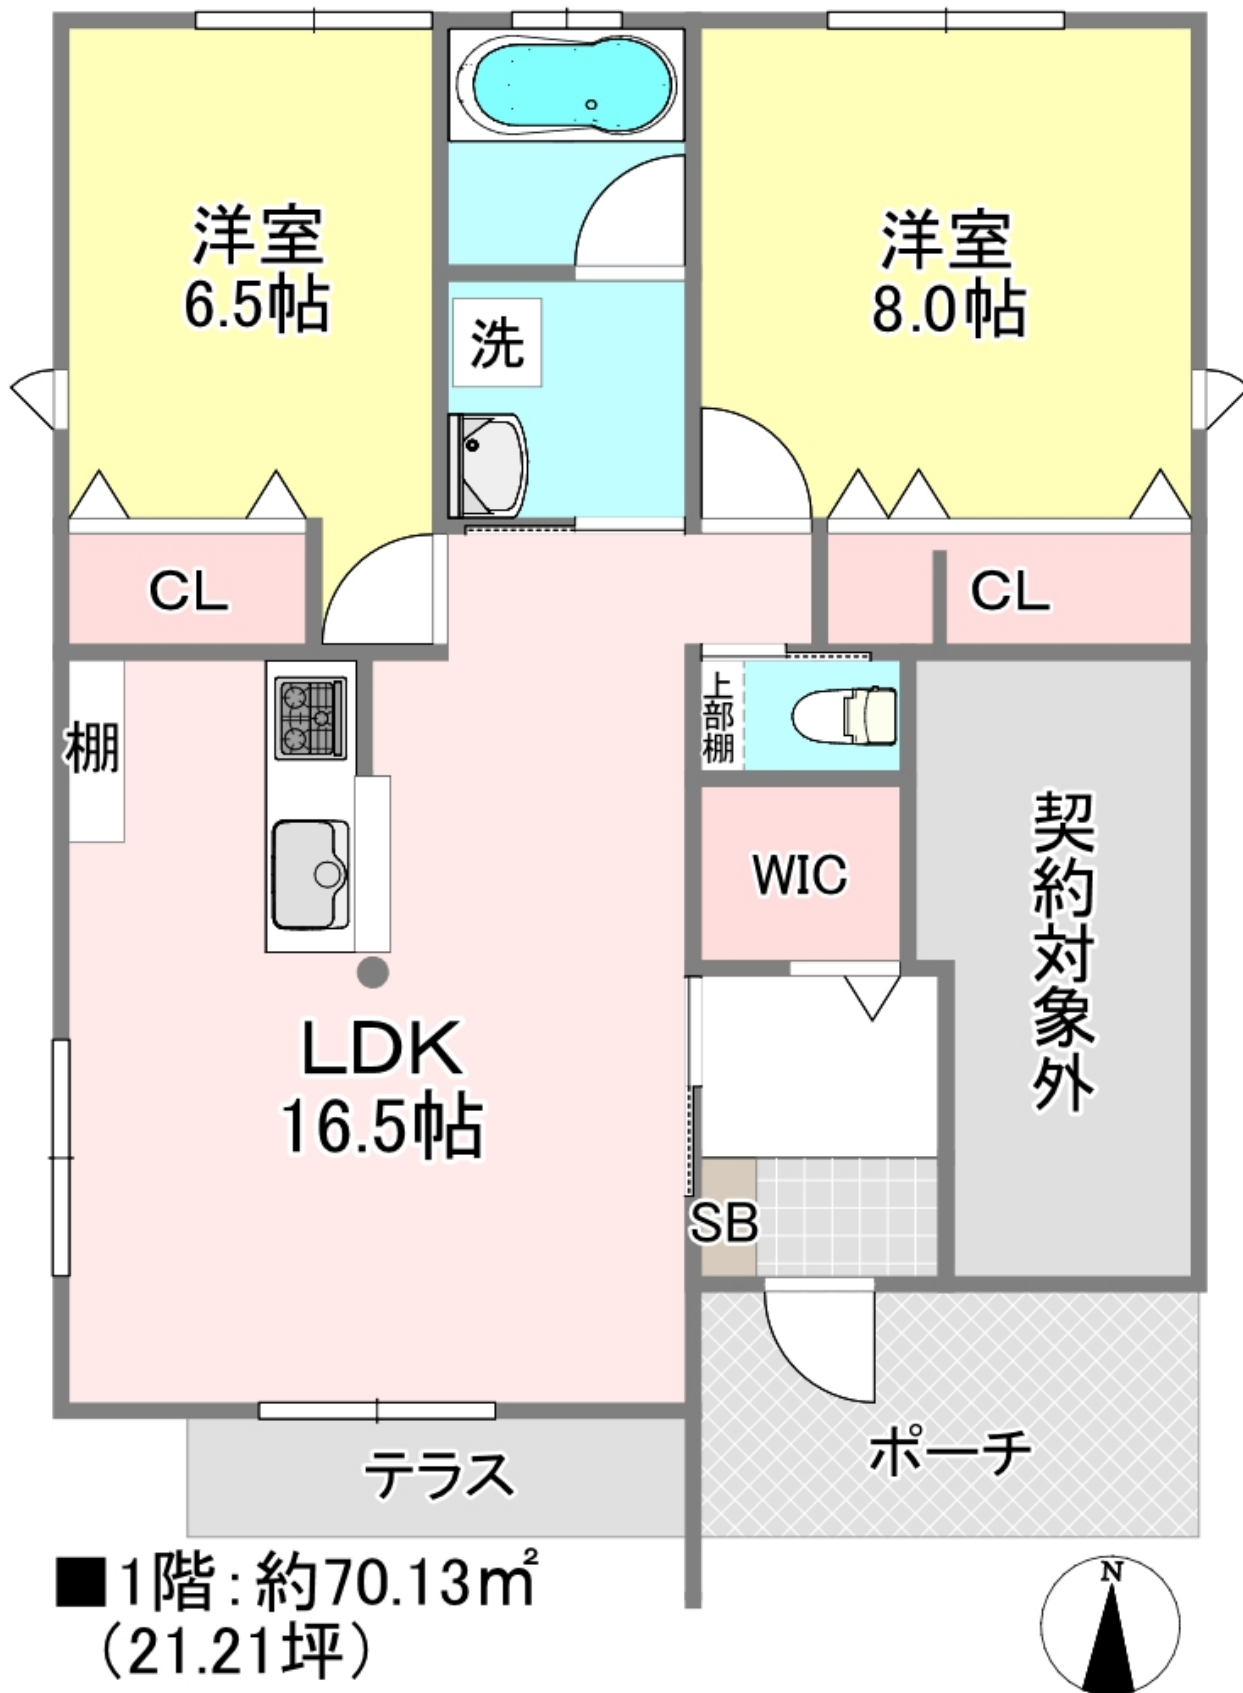 洋室
6.5帖
洋室
8.0帖
洗
CL
CL
棚
上部棚
WIC
契約対象外
LDK
16.5帖
SB
テラス
ポーチ
■1階:約70.13㎡
(21.21坪)
N